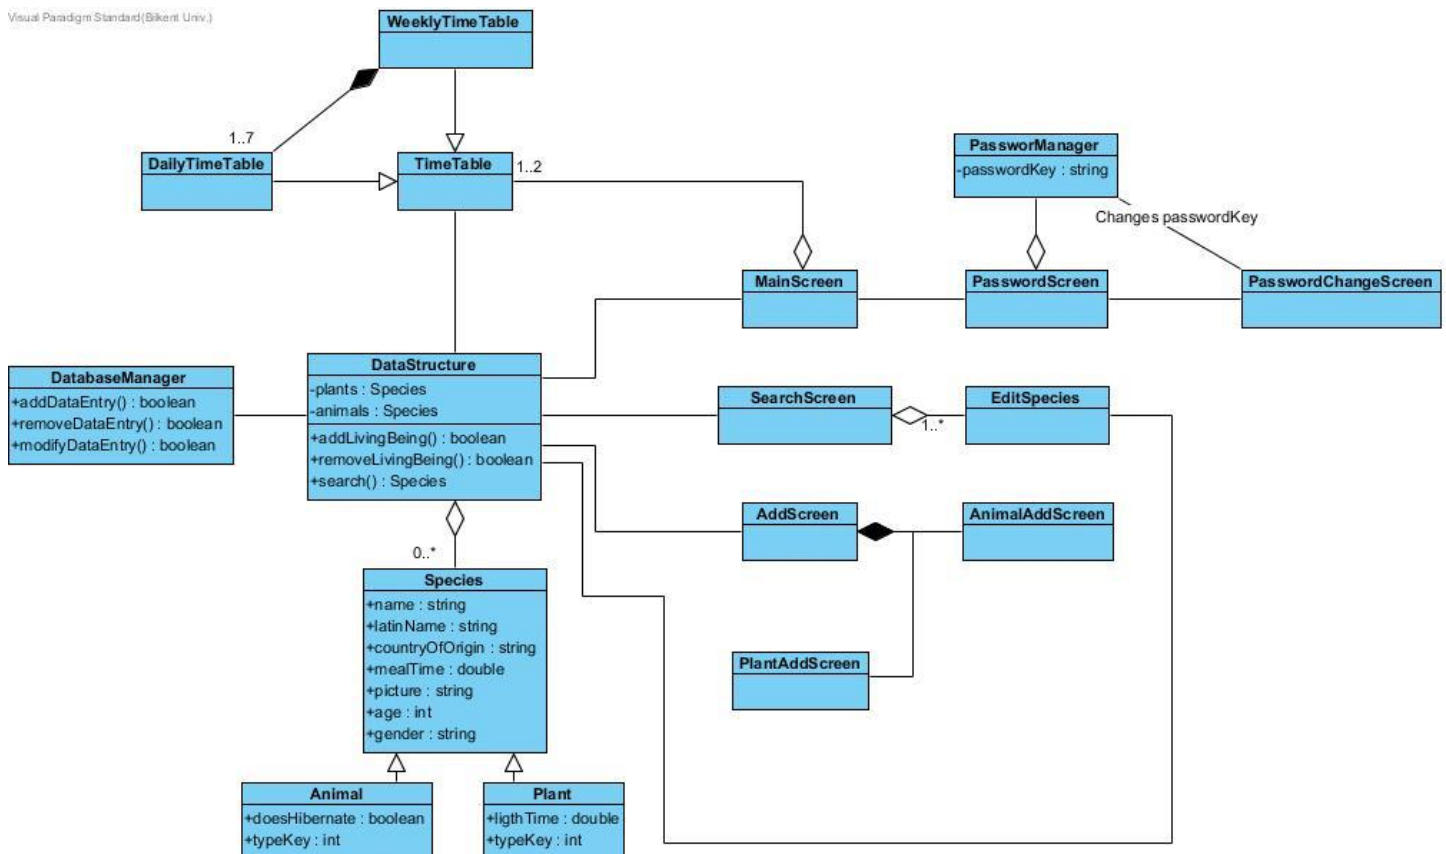 Visual Paradigm Standard(Bilkent Univ.)
WeeklyTimeTable
1..7
DailyTimeTable
TimeTable
1..2
PassworManager
-passwordKey : string
Changes passwordKey
MainScreen
PasswordScreen
PasswordChangeScreen
DatabaseManager
+addDataEntry() : boolean
+removeDataEntry() : boolean
+modifyDataEntry() : boolean
DataStructure
-plants : Species
-animals : Species
+addLivingBeing() : boolean
+removeLivingBeing() : boolean
+search() : Species
SearchScreen
1..*
EditSpecies
AddScreen
AnimalAddScreen
PlantAddScreen
0..*
Species
+name : string
+latinName : string
+countryOfOrigin : string
+mealTime : double
+picture : string
+age : int
+gender : string
Animal
+doesHibernate : boolean
+typeKey : int
Plant
+ligthTime : double
+typeKey : int